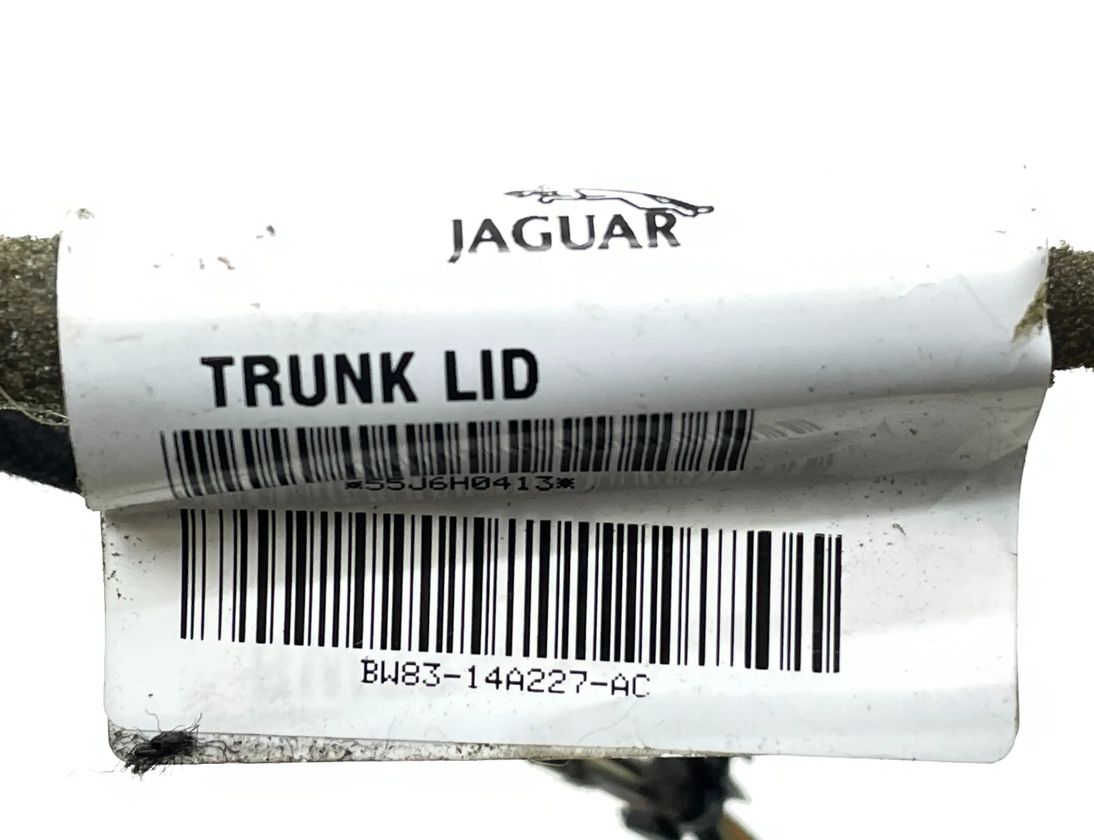 JAGUAR
TRUNK LID
*55J6H0413*
BW83-14A227-AC